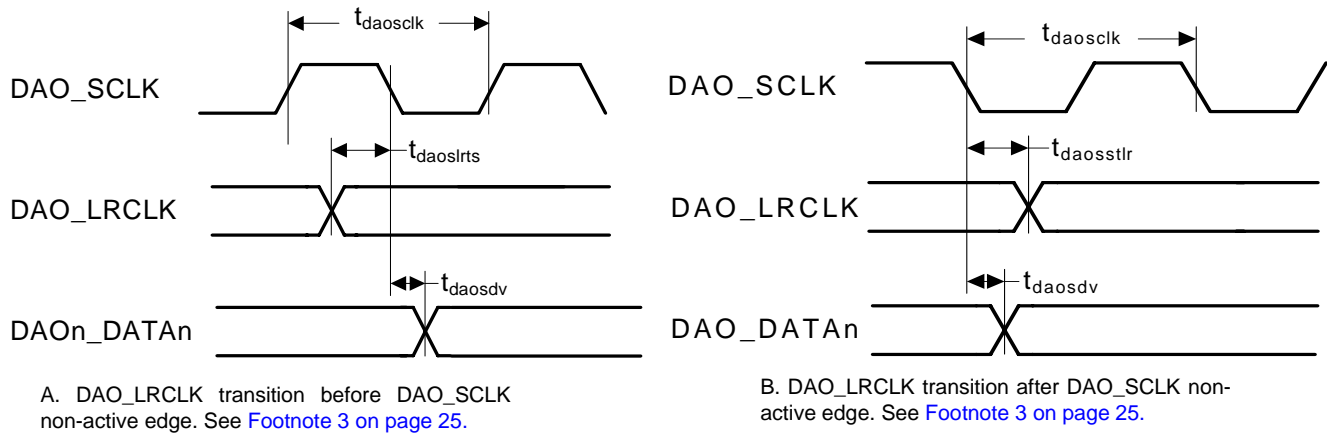 t_daosclk
DAO_SCLK
t_daoslrts
DAO_LRCLK
t_daosdv
DAOn_DATAn
A. DAO_LRCLK transition before DAO_SCLK
non-active edge. See Footnote 3 on page 25.
t_daosclk
DAO_SCLK
t_daosstlr
DAO_LRCLK
t_daosdv
DAO_DATAn
B. DAO_LRCLK transition after DAO_SCLK non-
active edge. See Footnote 3 on page 25.